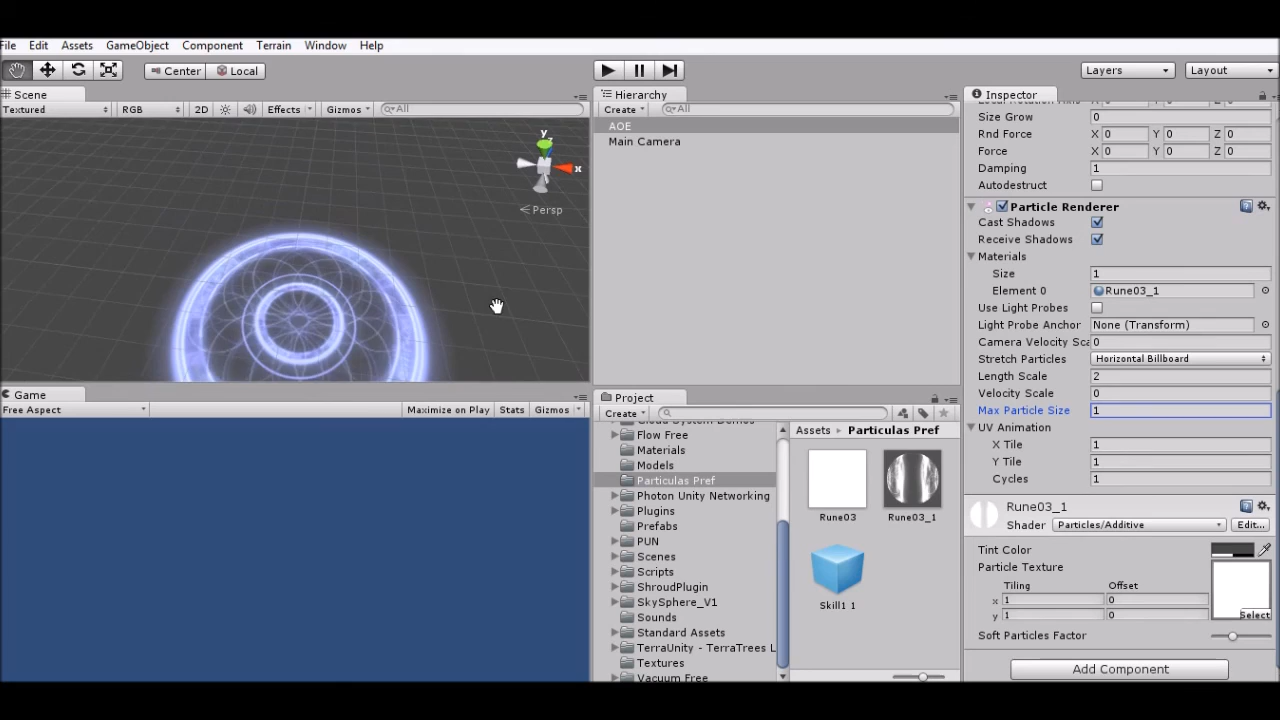 File Edit Assets GameObject Component Terrain Window Help
Center Local Layers Layout
Scene
Textured RGB 2D Effects Gizmos All
y
x
Persp
Game
Free Aspect Maximize on Play Stats Gizmos
Hierarchy
Create All
AOE
Main Camera
Project
Create
Flow Free
Materials
Models
Particulas Pref
Photon Unity Networking
Plugins
Prefabs
PUN
Scenes
Scripts
ShroudPlugin
SkySphere_V1
Sounds
Standard Assets
TerraUnity - TerraTrees L
Textures
Vacuum Free
Assets Particulas Pref
Rune03 Rune03_1
Skill1 1
Inspector
Size Grow 0
Rnd Force X 0 Y 0 Z 0
Force X 0 Y 0 Z 0
Damping 1
Autodestruct
Particle Renderer
Cast Shadows
Receive Shadows
Materials
Size 1
Element 0 Rune03_1
Use Light Probes
Light Probe Anchor None (Transform)
Camera Velocity Sca 0
Stretch Particles Horizontal Billboard
Length Scale 2
Velocity Scale 0
Max Particle Size 1
UV Animation
X Tile 1
Y Tile 1
Cycles 1
Rune03_1
Shader Particles/Additive Edit...
Tint Color
Particle Texture
Tiling Offset
x 1 0
y 1 0
Select
Soft Particles Factor
Add Component